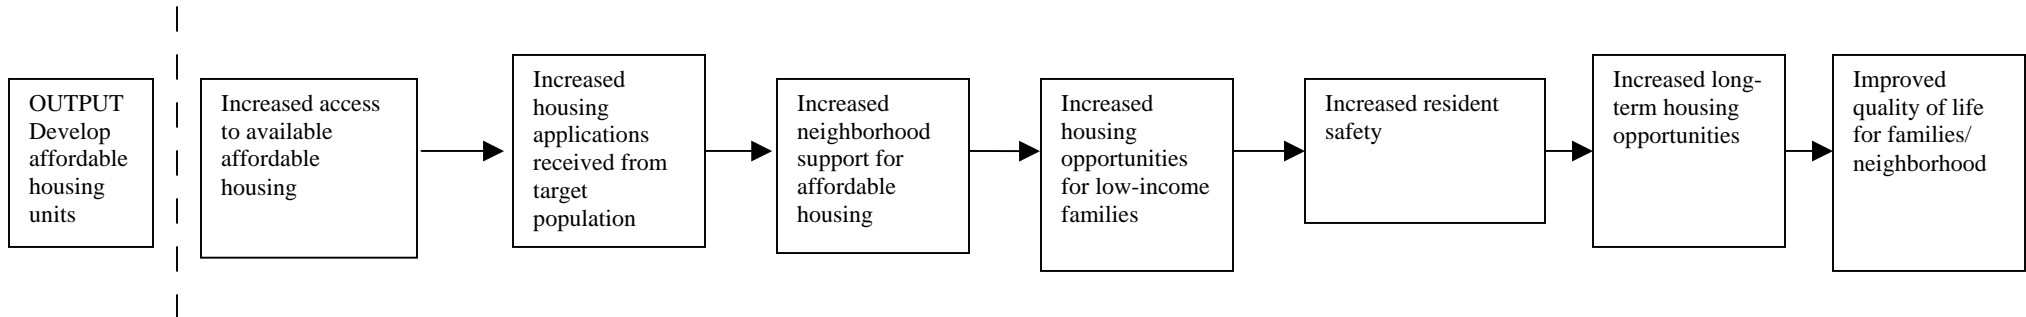 OUTPUT
Develop
affordable
housing
units
Increased access
to available
affordable
housing
Increased
housing
applications
received from
target
population
Increased
neighborhood
support for
affordable
housing
Increased
housing
opportunities
for low-income
families
Increased resident
safety
Increased long-
term housing
opportunities
Improved
quality of life
for families/
neighborhood